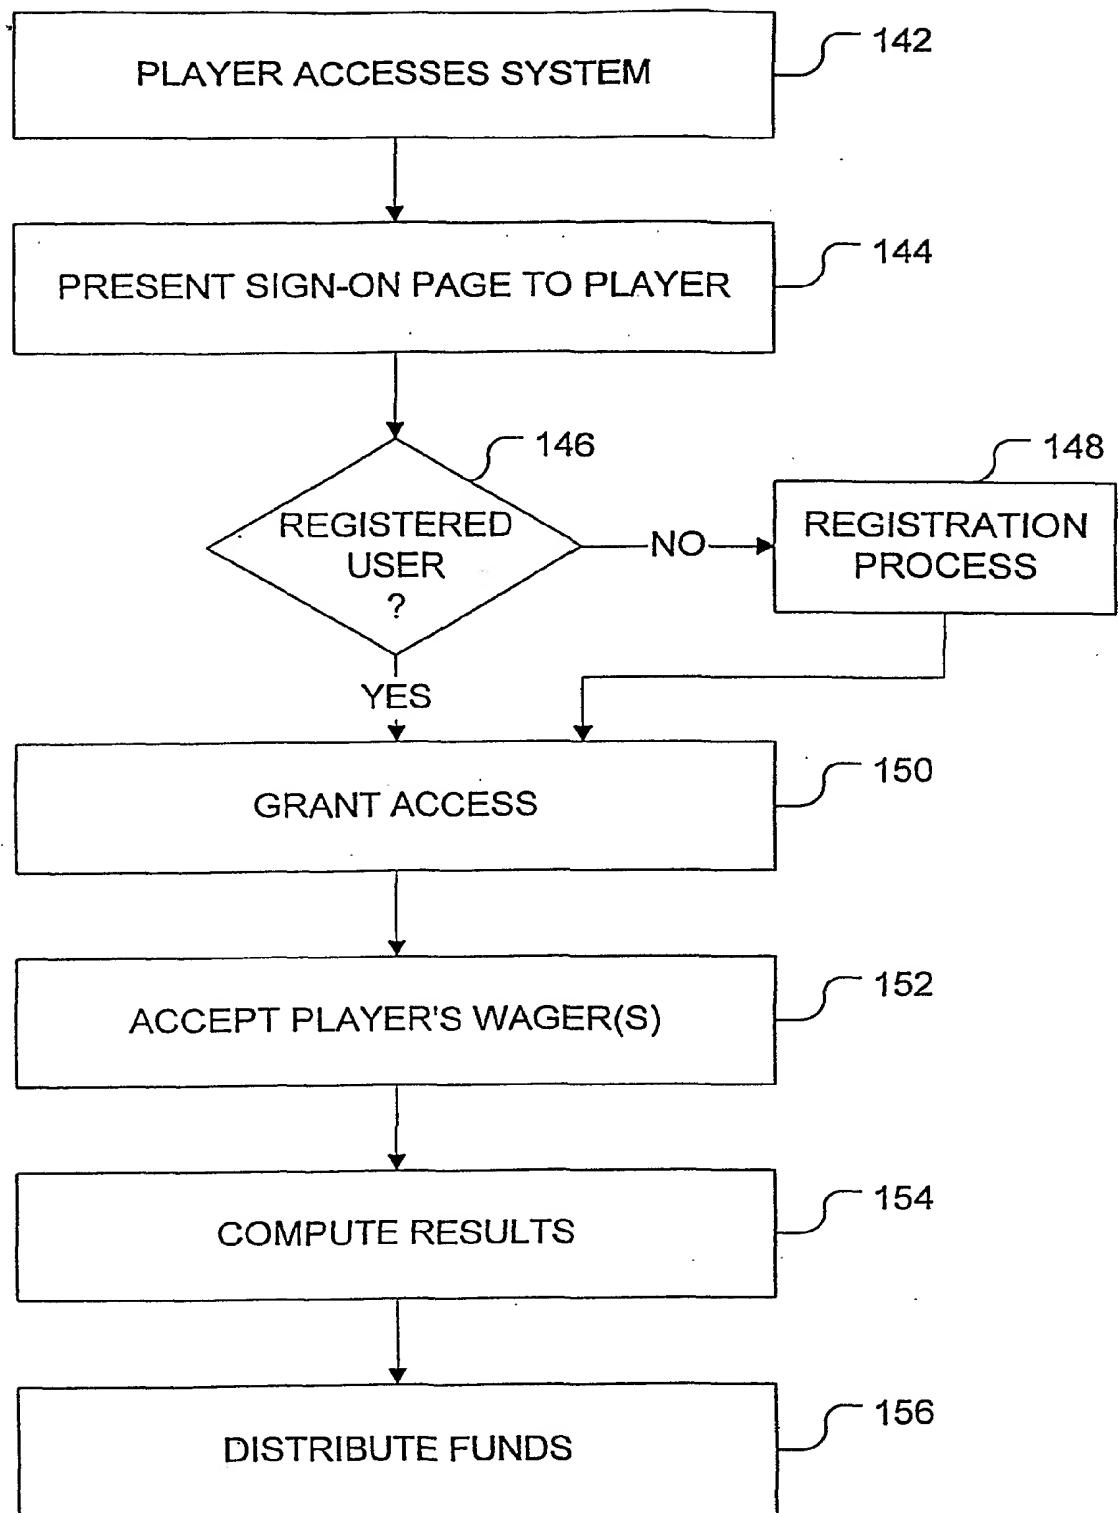 PLAYER ACCESSES SYSTEM
142
PRESENT SIGN-ON PAGE TO PLAYER
144
146
REGISTERED
USER
?
NO
148
REGISTRATION
PROCESS
YES
GRANT ACCESS
150
ACCEPT PLAYER'S WAGER(S)
152
COMPUTE RESULTS
154
DISTRIBUTE FUNDS
156